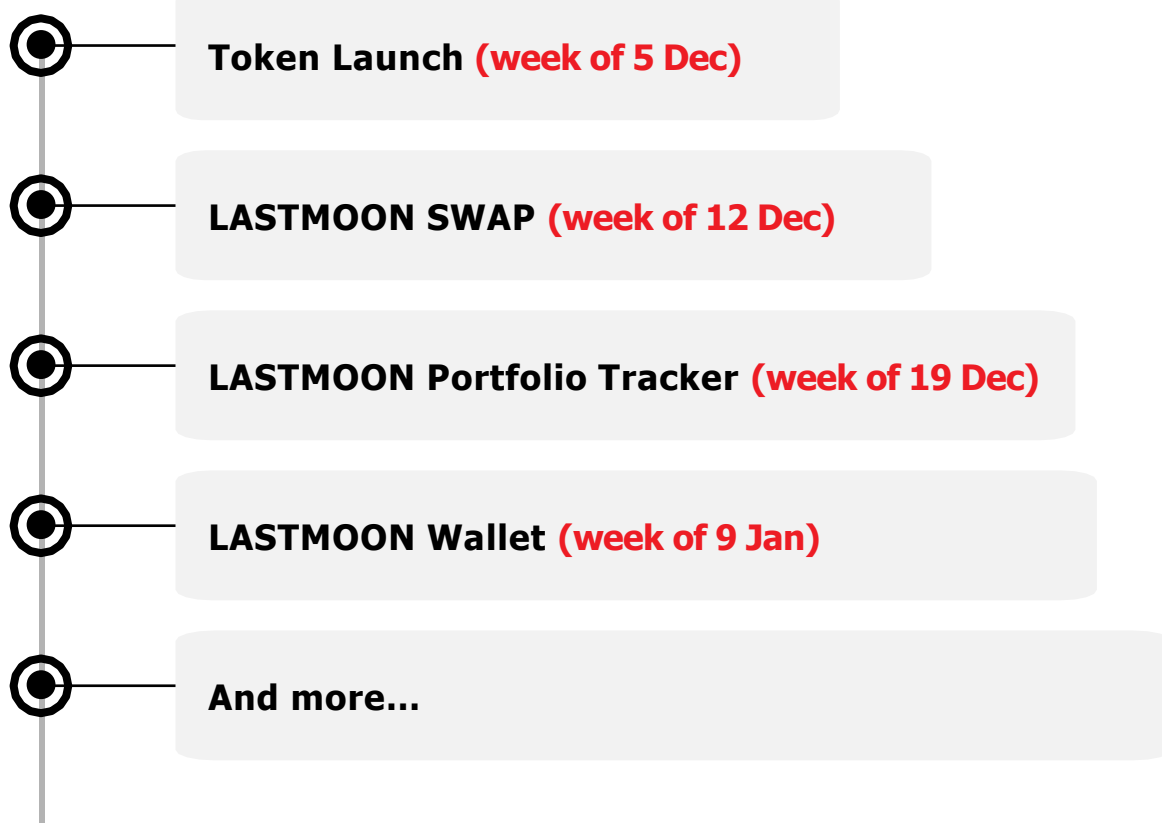 Token Launch (week of 5 Dec)
LASTMOON SWAP (week of 12 Dec)
LASTMOON Portfolio Tracker (week of 19 Dec)
LASTMOON Wallet (week of 9 Jan)
And more...